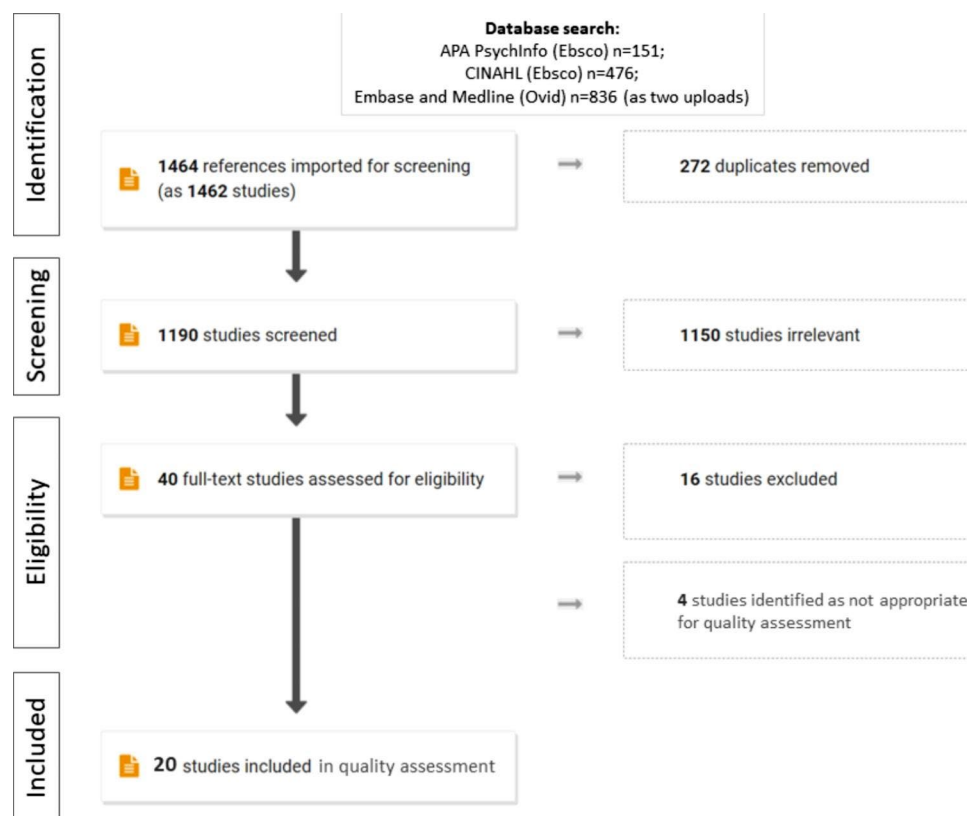 Database search:
APA PsychInfo (Ebsco) n=151;
CINAHL (Ebsco) n=476;
Embase and Medline (Ovid) n=836 (as two uploads)
Identification
1464 references imported for screening
(as 1462 studies)
272 duplicates removed
Screening
1190 studies screened
1150 studies irrelevant
Eligibility
40 full-text studies assessed for eligibility
16 studies excluded
4 studies identified as not appropriate
for quality assessment
Included
20 studies included in quality assessment